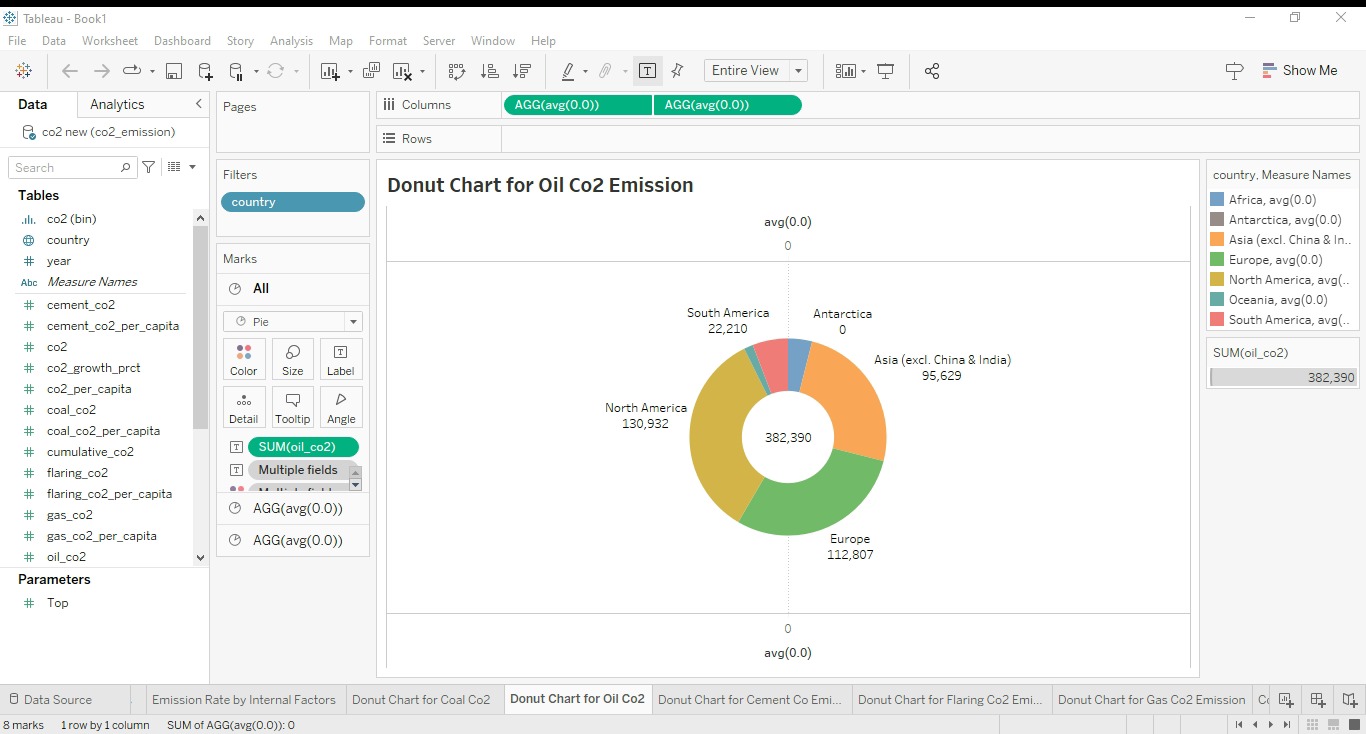 Tableau - Book1
File Data Worksheet Dashboard Story Analysis Map Format Server Window Help
Entire View
Show Me
Data Analytics
co2 new (co2_emission)
Search
Tables
co2 (bin)
country
year
Abc Measure Names
cement_co2
cement_co2_per_capita
co2
co2_growth_prct
co2_per_capita
coal_co2
coal_co2_per_capita
cumulative_co2
flaring_co2
flaring_co2_per_capita
gas_co2
gas_co2_per_capita
oil_co2
Parameters
Top
Pages
Filters
country
Marks
All
Pie
Color Size Label
Detail Tooltip Angle
SUM(oil_co2)
Multiple fields
AGG(avg(0.0))
AGG(avg(0.0))
Columns AGG(avg(0.0)) AGG(avg(0.0))
Rows
Donut Chart for Oil Co2 Emission
avg(0.0)
0
South America
22,210
Antarctica
0
Asia (excl. China & India)
95,629
North America
130,932
382,390
Europe
112,807
0
avg(0.0)
country, Measure Names
Africa, avg(0.0)
Antarctica, avg(0.0)
Asia (excl. China & In..
Europe, avg(0.0)
North America, avg(..
Oceania, avg(0.0)
South America, avg(..
SUM(oil_co2)
382,390
Data Source Emission Rate by Internal Factors Donut Chart for Coal Co2 Donut Chart for Oil Co2 Donut Chart for Cement Co Emi... Donut Chart for Flaring Co2 Emi... Donut Chart for Gas Co2 Emission
8 marks 1 row by 1 column SUM of AGG(avg(0.0)): 0